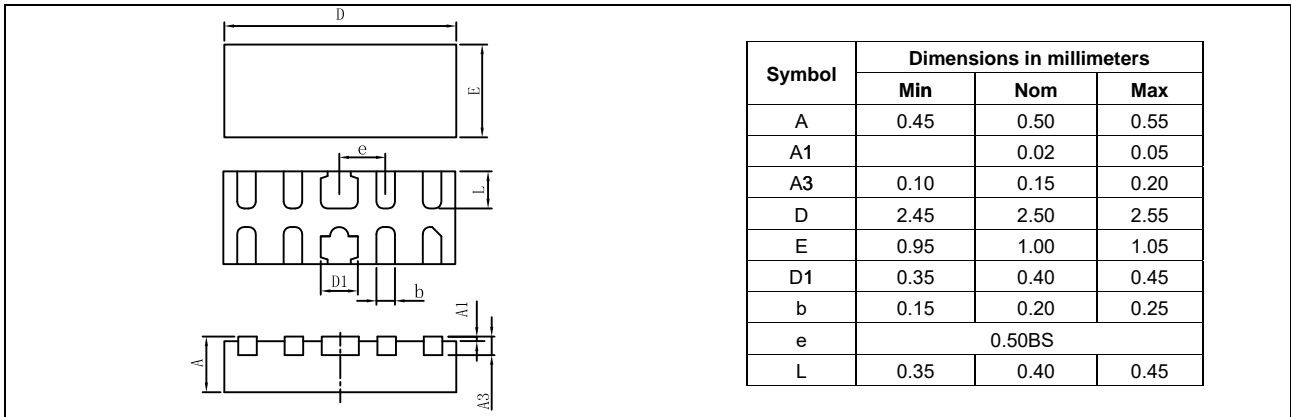 D
E
e
L
D1
b
A1
A
A3
Symbol Dimensions in millimeters
Min Nom Max
A 0.45 0.50 0.55
A1 0.02 0.05
A3 0.10 0.15 0.20
D 2.45 2.50 2.55
E 0.95 1.00 1.05
D1 0.35 0.40 0.45
b 0.15 0.20 0.25
e 0.50BS
L 0.35 0.40 0.45